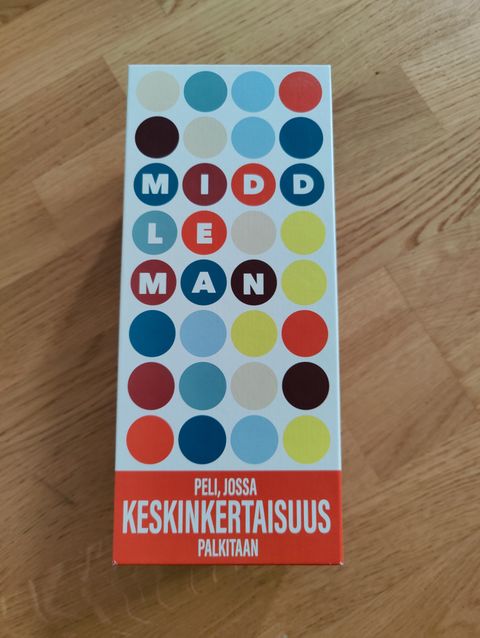 MIDD
LE
MAN
PELI, JOSSA
KESKINKERTAISUUS
PALKITAAN